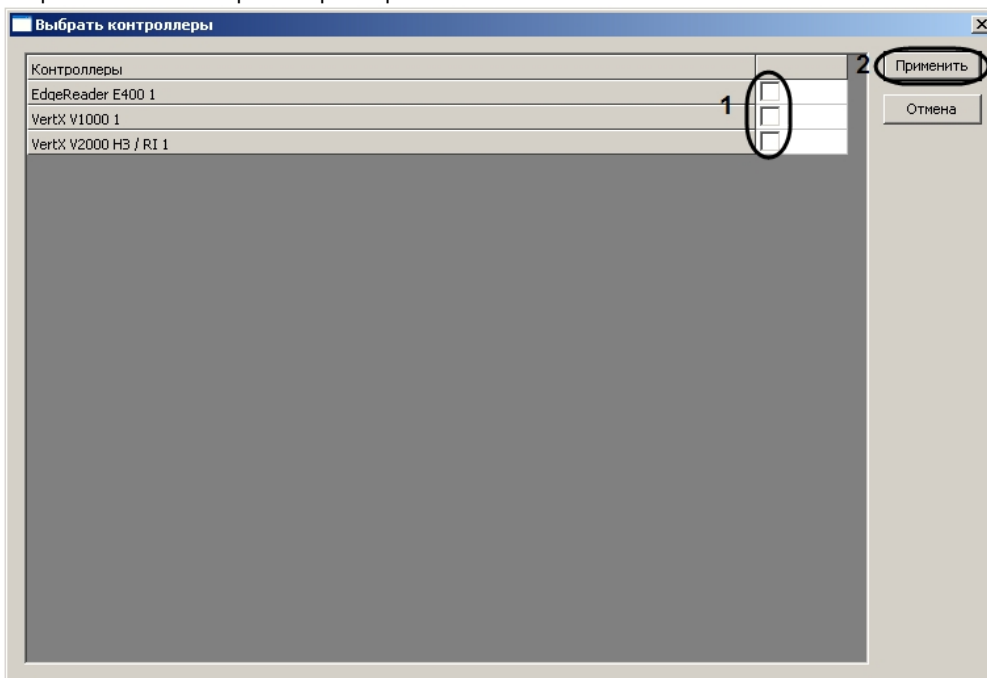 Выбрать контроллеры
Контроллеры
EdgeReader E400 1
VertX V1000 1
VertX V2000 H3 / RI 1
1
2
Применить
Отмена